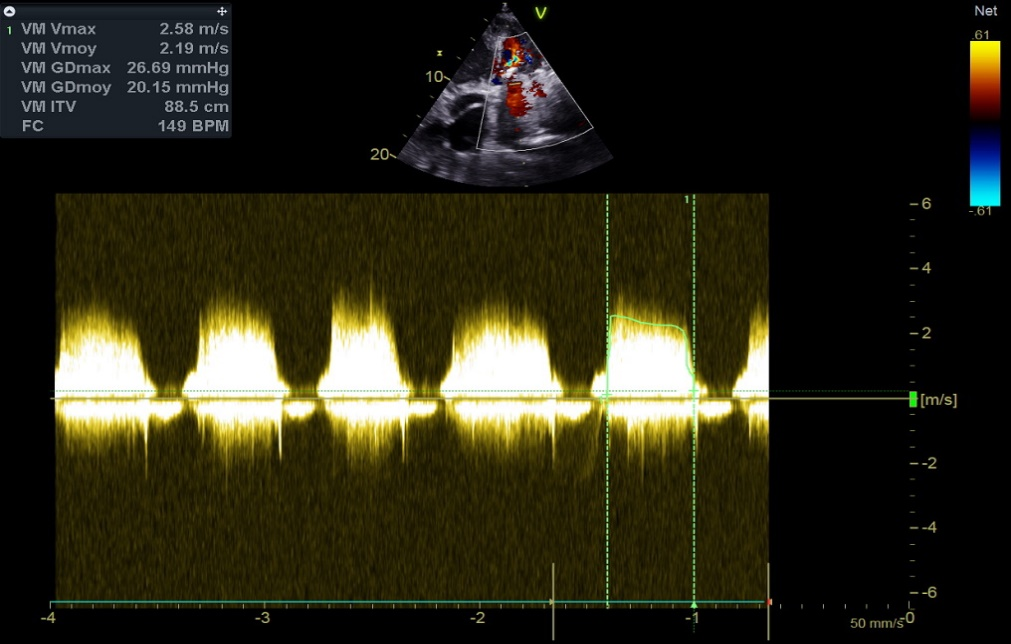 1 VM Vmax 2.58 m/s
VM Vmoy 2.19 m/s
VM GDmax 26.69 mmHg
VM GDmoy 20.15 mmHg
VM ITV 88.5 cm
FC 149 BPM
V
10
20
Net
.61
-.61
1
6
4
2
[m/s]
-2
-4
-6
-4 -3 -2 -1 -0
50 mm/s